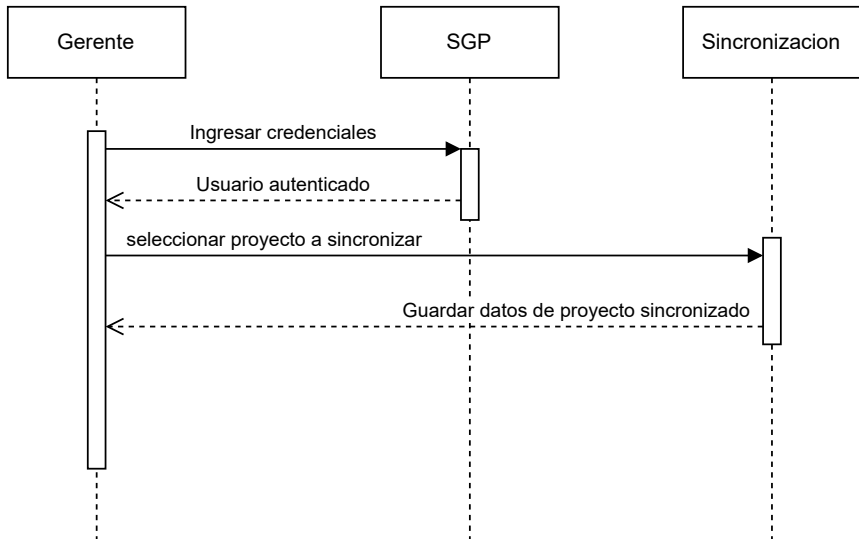 Gerente
SGP
Sincronizacion
Ingresar credenciales
Usuario autenticado
seleccionar proyecto a sincronizar
Guardar datos de proyecto sincronizado